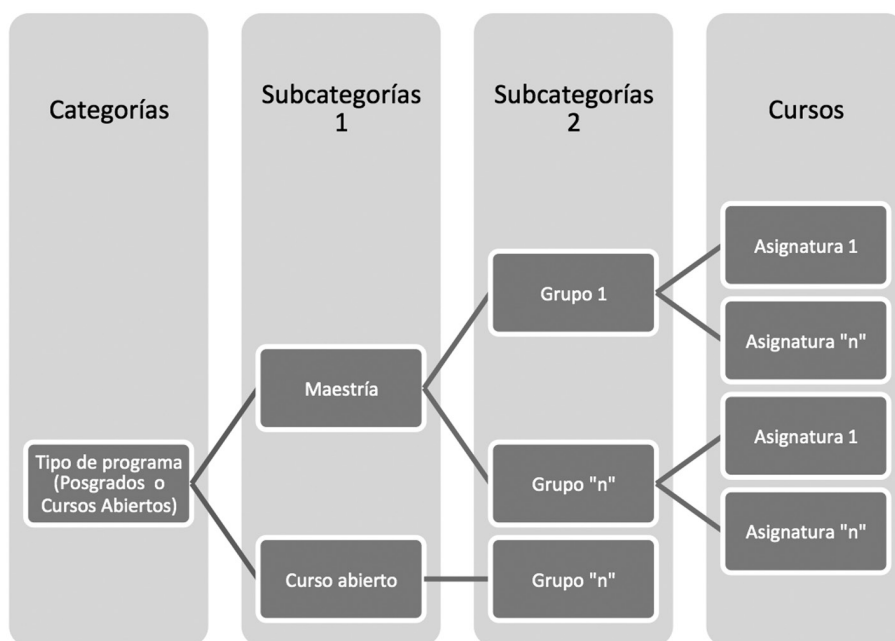 Categorías
Subcategorías
1
Subcategorías
2
Cursos
Tipo de programa
(Posgrados o
Cursos Abiertos)
Maestría
Curso abierto
Grupo 1
Grupo "n"
Grupo "n"
Asignatura 1
Asignatura "n"
Asignatura 1
Asignatura "n"